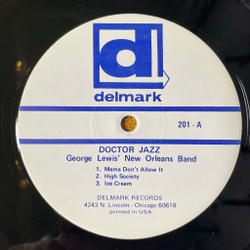 d
delmark
201 - A
DOCTOR JAZZ
George Lewis' New Orleans Band
1. Mama Don't Allow It
2. High Society
3. Ice Cream
DELMARK RECORDS
4243 N. Lincoln - Chicago 60618
printed in USA